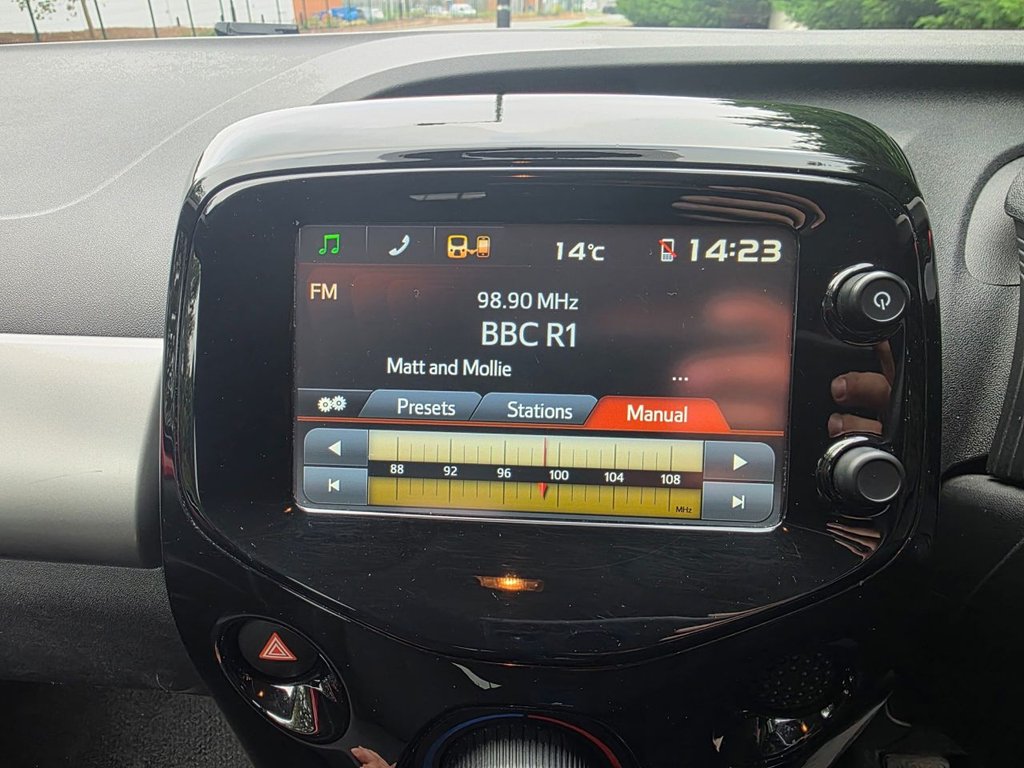 14°C 14:23
FM
98.90 MHz
BBC R1
Matt and Mollie
...
Presets Stations Manual
88 92 96 100 104 108
MHz